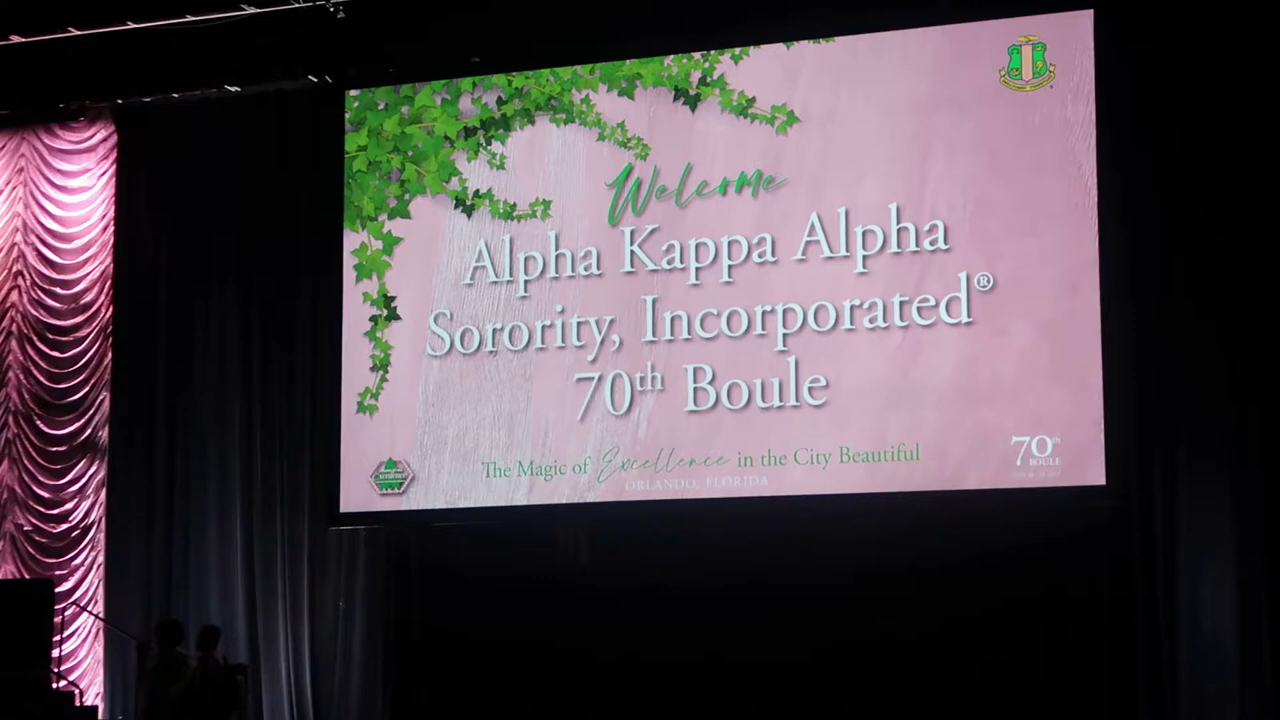 Welcome
Alpha Kappa Alpha
Sorority, Incorporated®
70th Boule
The Magic of Excellence in the City Beautiful
ORLANDO, FLORIDA
70th
BOULE